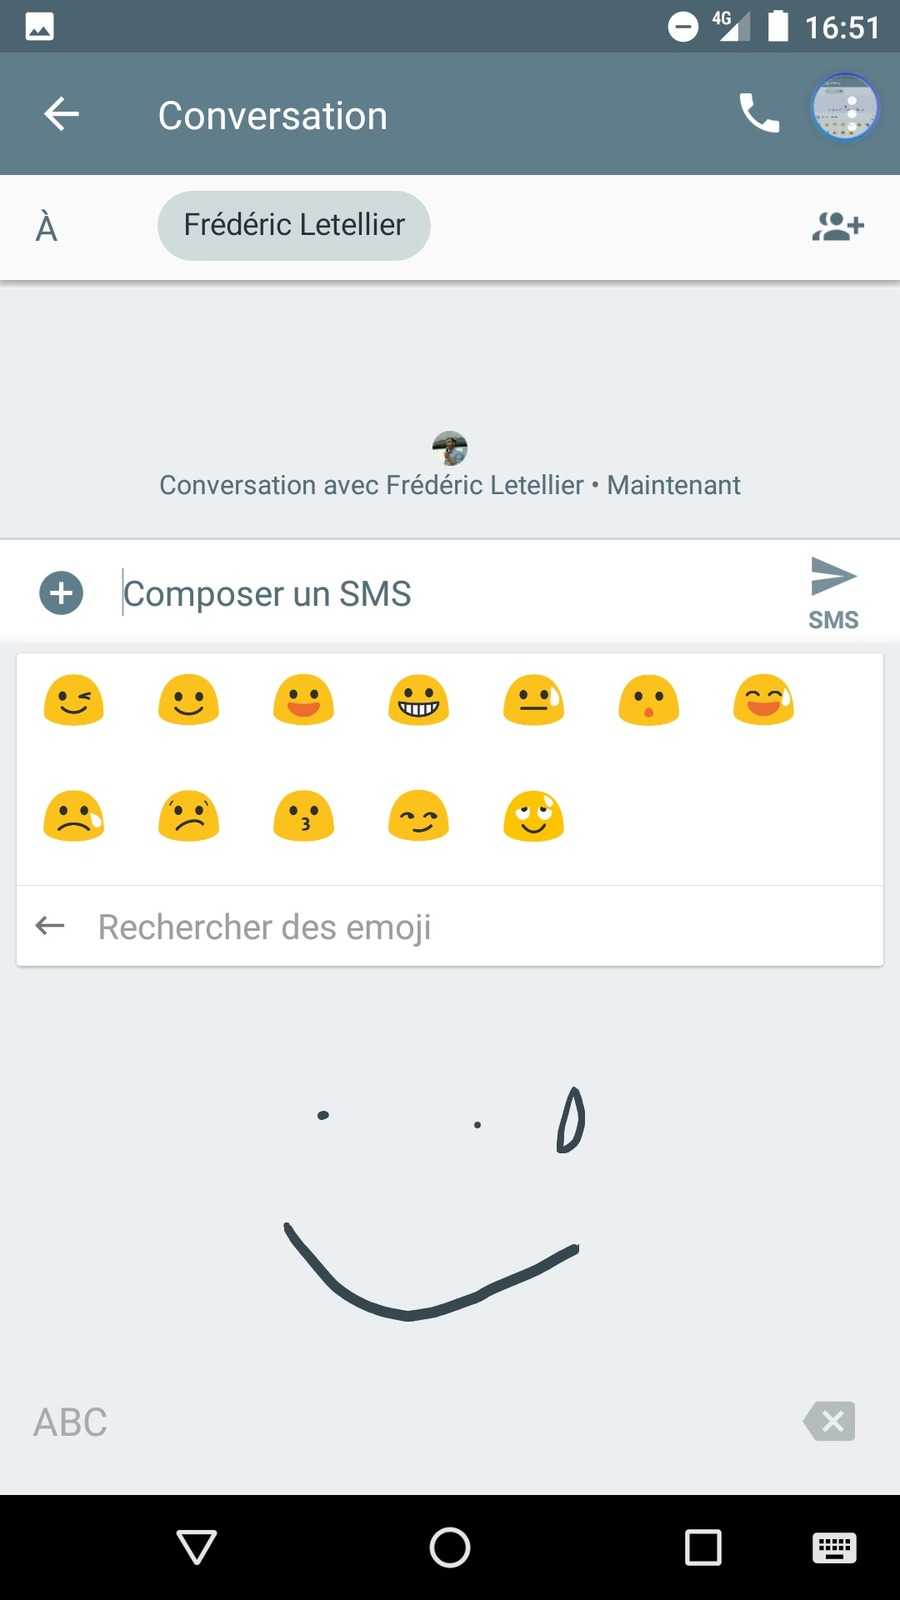 4G 16:51
Conversation
À Frédéric Letellier
Conversation avec Frédéric Letellier • Maintenant
Composer un SMS
SMS
Rechercher des emoji
ABC